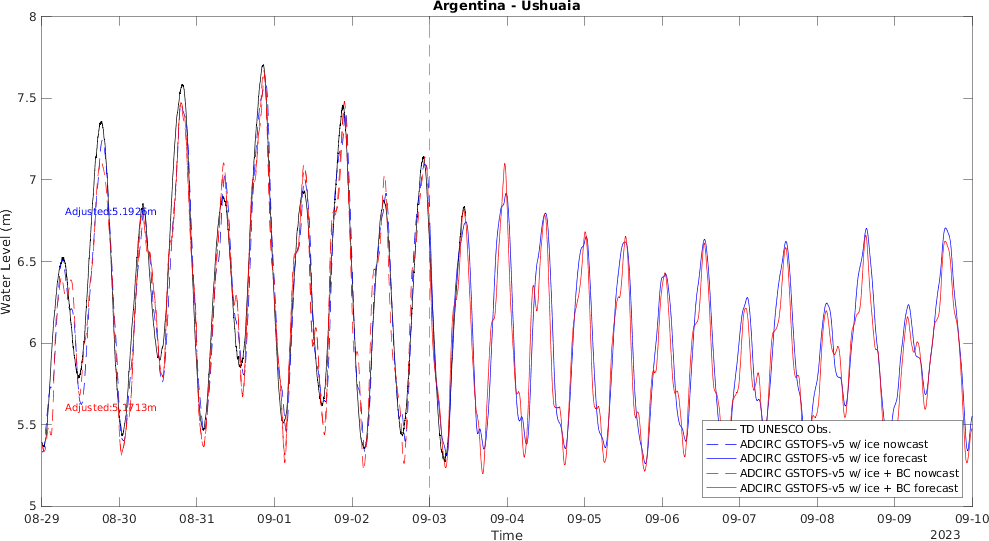 Argentina - Ushuaia
8
7.5
7
6.5
6
5.5
5
Water Level (m)
Adjusted:5.1926m
Adjusted:5.1713m
TD UNESCO Obs.
ADCIRC GSTOFS-v5 w/ ice nowcast
ADCIRC GSTOFS-v5 w/ ice forecast
ADCIRC GSTOFS-v5 w/ ice + BC nowcast
ADCIRC GSTOFS-v5 w/ ice + BC forecast
08-29 08-30 08-31 09-01 09-02 09-03 09-04 09-05 09-06 09-07 09-08 09-09 09-10
Time
2023